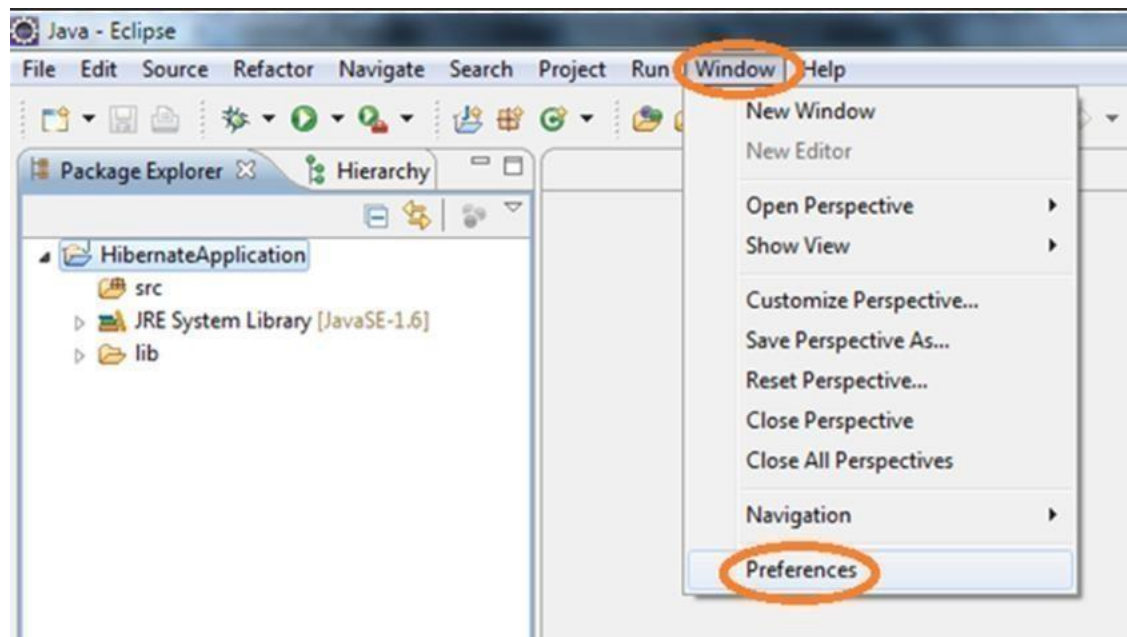 Java - Eclipse
File Edit Source Refactor Navigate Search Project Run Window Help
Package Explorer Hierarchy
HibernateApplication
src
JRE System Library [JavaSE-1.6]
lib
New Window
New Editor
Open Perspective
Show View
Customize Perspective...
Save Perspective As...
Reset Perspective...
Close Perspective
Close All Perspectives
Navigation
Preferences